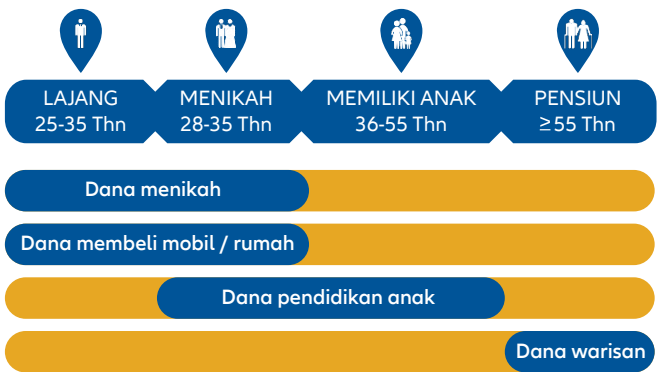 LAJANG
25-35 Thn
MENIKAH
28-35 Thn
MEMILIKI ANAK
36-55 Thn
PENSIUN
≥55 Thn
Dana menikah
Dana membeli mobil / rumah
Dana pendidikan anak
Dana warisan